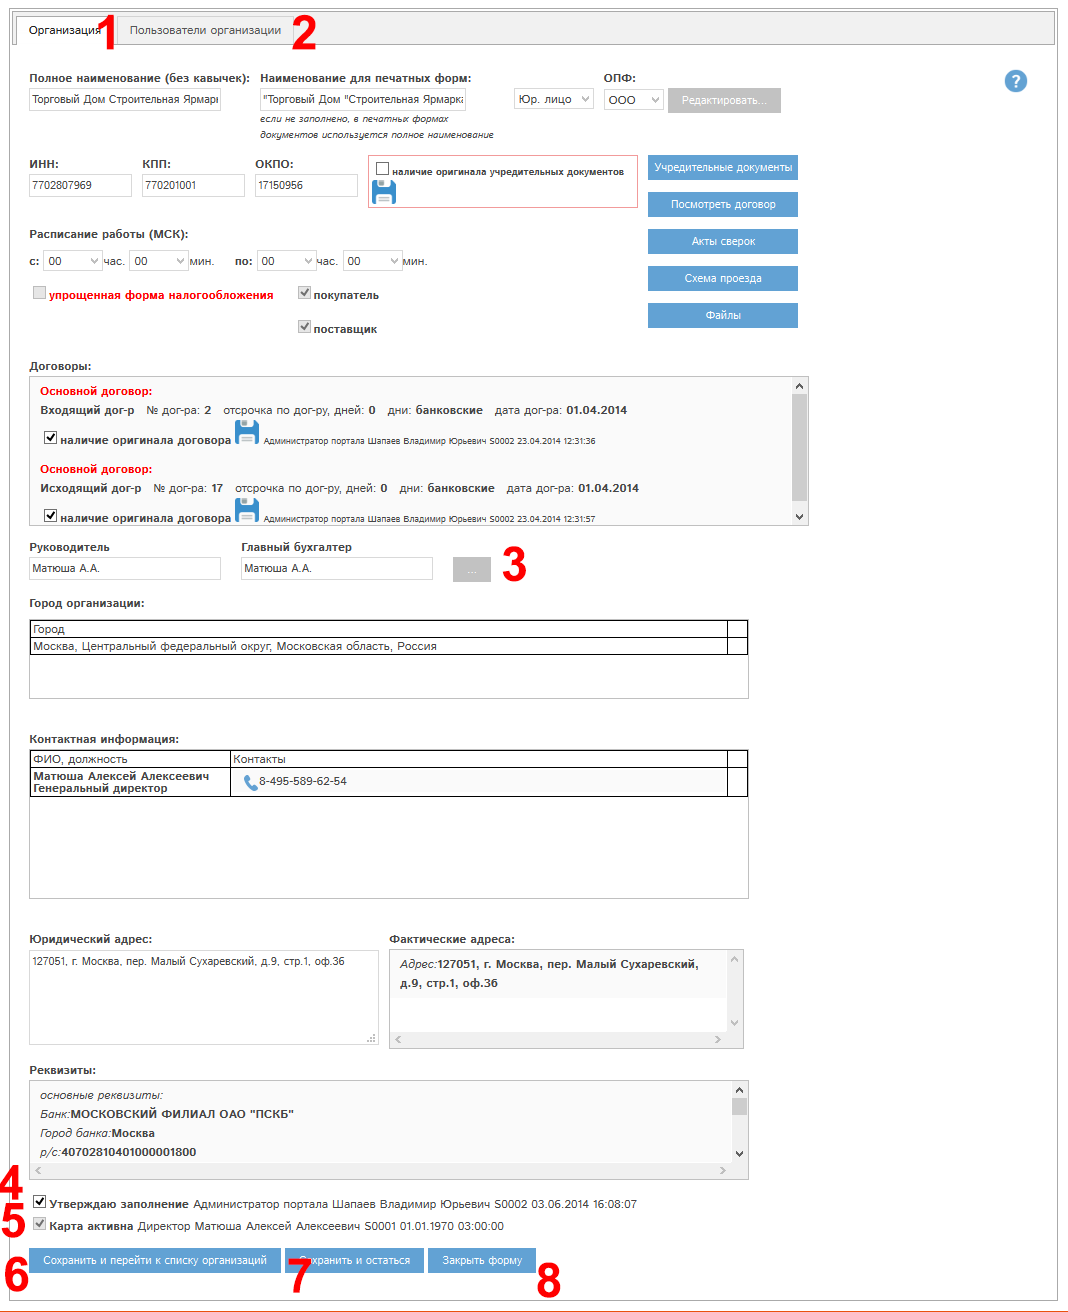 Организация 1 Пользователи организации 2
Полное наименование (без кавычек): Наименование для печатных форм: ОПФ: ?
Торговый Дом Строительная Ярмар "Торговый Дом "Строительная Ярмарка Юр. лицо ООО Редактировать...
если не заполнено, в печатных формах
документов используется полное наименование
ИНН: КПП: ОКПО:
7702807969 770201001 17150956
наличие оригинала учредительных документов
Учредительные документы
Посмотреть договор
Акты сверок
Схема проезда
Файлы
Расписание работы (МСК):
с: 00 час. 00 мин. по: 00 час. 00 мин.
упрощенная форма налогообложения покупатель
поставщик
Договоры:
Основной договор:
Входящий дог-р № дог-ра: 2 отсрочка по дог-ру, дней: 0 дни: банковские дата дог-ра: 01.04.2014
наличие оригинала договора Администратор портала Шапаев Владимир Юрьевич S0002 23.04.2014 12:31:36
Основной договор:
Исходящий дог-р № дог-ра: 17 отсрочка по дог-ру, дней: 0 дни: банковские дата дог-ра: 01.04.2014
наличие оригинала договора Администратор портала Шапаев Владимир Юрьевич S0002 23.04.2014 12:31:57
Руководитель Главный бухгалтер
Матюша А.А. Матюша А.А. ... 3
Город организации:
Город
Москва, Центральный федеральный округ, Московская область, Россия
Контактная информация:
ФИО, должность Контакты
Матюша Алексей Алексеевич
Генеральный директор
8-495-589-62-54
Юридический адрес: Фактические адреса:
127051, г. Москва, пер. Малый Сухаревский, д.9, стр.1, оф.36
Адрес:127051, г. Москва, пер. Малый Сухаревский,
д.9, стр.1, оф.36
Реквизиты:
основные реквизиты:
Банк:МОСКОВСКИЙ ФИЛИАЛ ОАО "ПСКБ"
Город банка:Москва
р/с:40702810401000001800
4 Утверждаю заполнение Администратор портала Шапаев Владимир Юрьевич S0002 03.06.2014 16:08:07
5 Карта активна Директор Матюша Алексей Алексеевич S0001 01.01.1970 03:00:00
6 Сохранить и перейти к списку организаций 7 Сохранить и остаться Закрыть форму 8